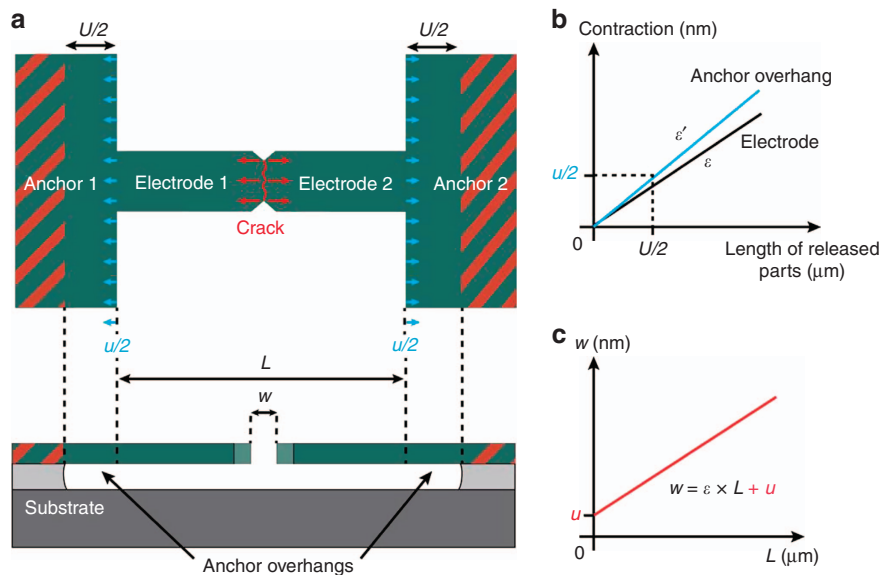 a
U/2
U/2
Anchor 1
Electrode 1
Electrode 2
Anchor 2
Crack
u/2
u/2
L
w
Substrate
Anchor overhangs
b
Contraction (nm)
Anchor overhang
ε′
Electrode
ε
u/2
0
U/2
Length of released
parts (μm)
c
w (nm)
w = ε × L + u
u
0
L (μm)